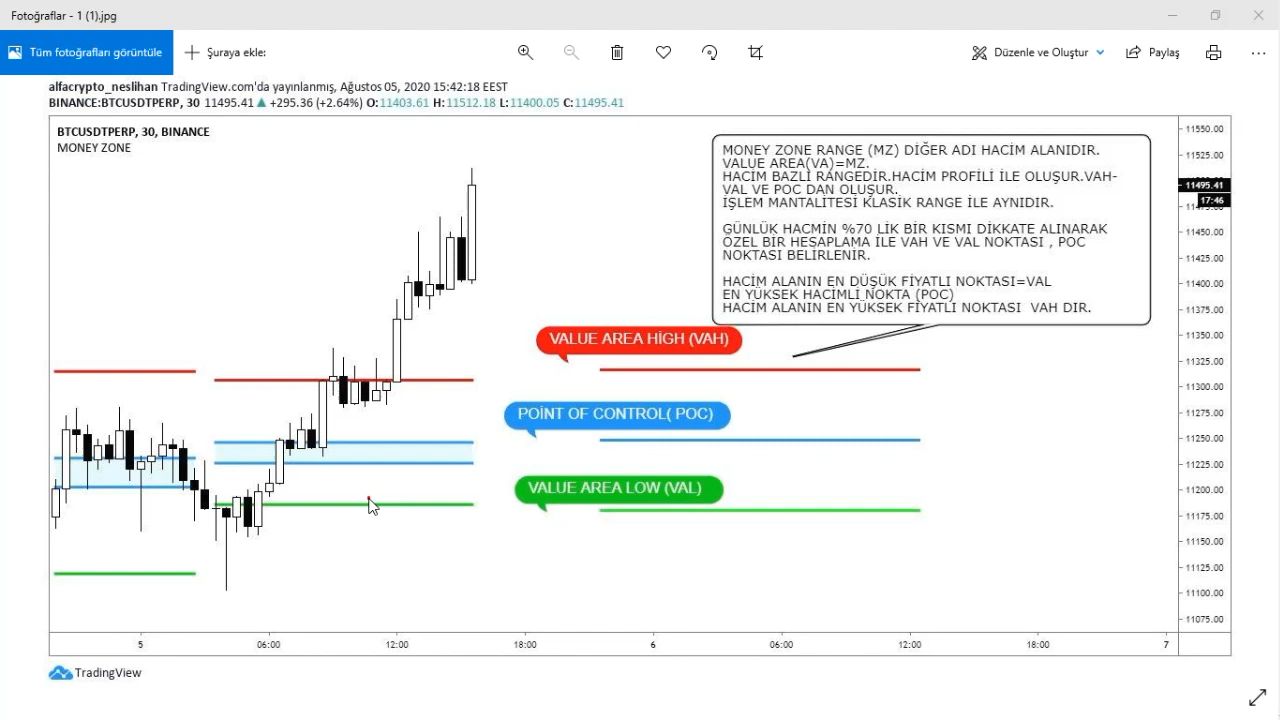 Fotoğraflar - 1 (1).jpg
Tüm fotoğrafları görüntüle
Şuraya ekle:
Düzenle ve Oluştur
Paylaş
alfacrypto_neslihan TradingView.com'da yayınlanmış, Ağustos 05, 2020 15:42:18 EEST
BINANCE:BTCUSDTPERP, 30 11495.41 ▲ +295.36 (+2.64%) O:11403.61 H:11512.18 L:11400.05 C:11495.41
BTCUSDTPERP, 30, BINANCE
MONEY ZONE
MONEY ZONE RANGE (MZ) DİĞER ADI HACİM ALANIDIR.
VALUE AREA(VA)=MZ.
HACİM BAZLİ RANGEDİR.HACİM PROFİLİ İLE OLUŞUR.VAH-
VAL VE POC DAN OLUŞUR.
İŞLEM MANTALİTESİ KLASİK RANGE İLE AYNIDIR.
GÜNLÜK HACMİN %70 LİK BİR KISMI DİKKATE ALINARAK
ÖZEL BİR HESAPLAMA İLE VAH VE VAL NOKTASI , POC
NOKTASI BELİRLENİR.
HACİM ALANIN EN DÜŞÜK FİYATLI NOKTASI=VAL
EN YÜKSEK HACİMLİ NOKTA (POC)
HACİM ALANIN EN YÜKSEK FİYATLI NOKTASI VAH DIR.
VALUE AREA HİGH (VAH)
POİNT OF CONTROL( POC)
VALUE AREA LOW (VAL)
11550.00
11525.00
11495.41
17:46
11450.00
11425.00
11400.00
11375.00
11350.00
11325.00
11300.00
11275.00
11250.00
11225.00
11200.00
11175.00
11150.00
11125.00
11100.00
11075.00
5
06:00
12:00
18:00
6
06:00
12:00
18:00
7
TradingView